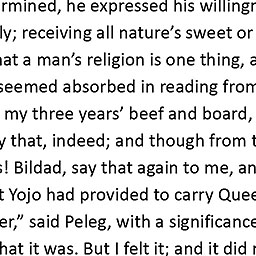 rmined, he expressed his willingn
ly; receiving all nature’s sweet or
at a man’s religion is one thing, a
seemed absorbed in reading from
my three years’ beef and board,
y that, indeed; and though from t
s! Bildad, say that again to me, an
t Yojo had provided to carry Quee
er,” said Peleg, with a significance
hat it was. But I felt it; and it did n